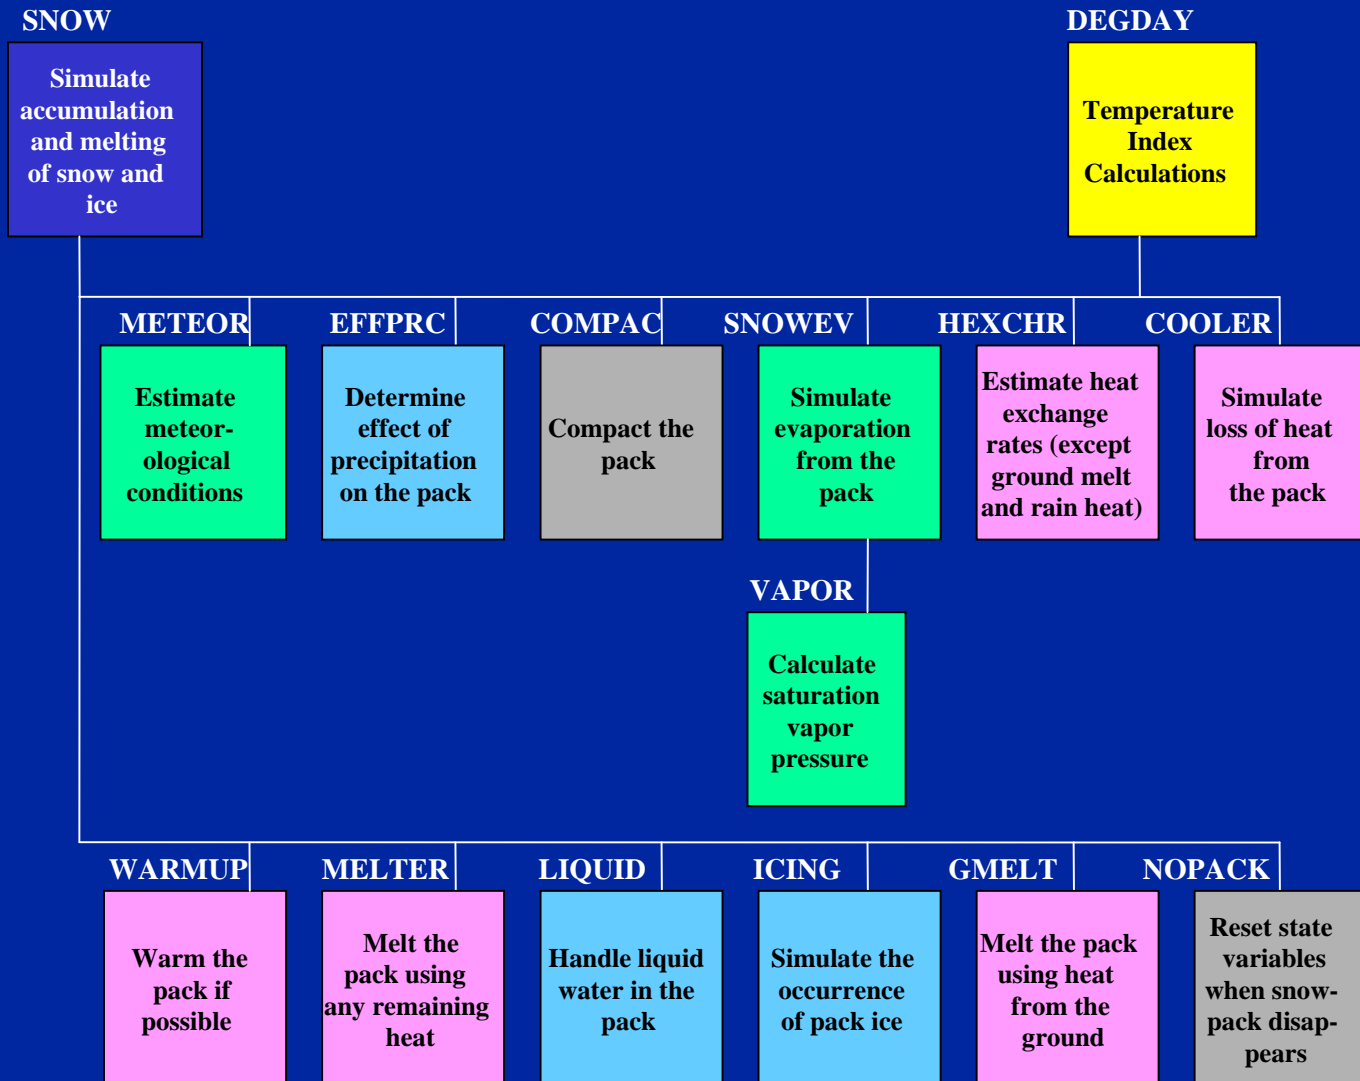 SNOW
Simulate
accumulation
and melting
of snow and
ice
DEGDAY
Temperature
Index
Calculations
METEOR
Estimate
meteor-
ological
conditions
EFFPRC
Determine
effect of
precipitation
on the pack
COMPAC
Compact the
pack
SNOWEV
Simulate
evaporation
from the
pack
HEXCHR
Estimate heat
exchange
rates (except
ground melt
and rain heat)
COOLER
Simulate
loss of heat
from
the pack
VAPOR
Calculate
saturation
vapor
pressure
WARMUP
Warm the
pack if
possible
MELTER
Melt the
pack using
any remaining
heat
LIQUID
Handle liquid
water in the
pack
ICING
Simulate the
occurrence
of pack ice
GMELT
Melt the pack
using heat
from the
ground
NOPACK
Reset state
variables
when snow-
pack disap-
pears